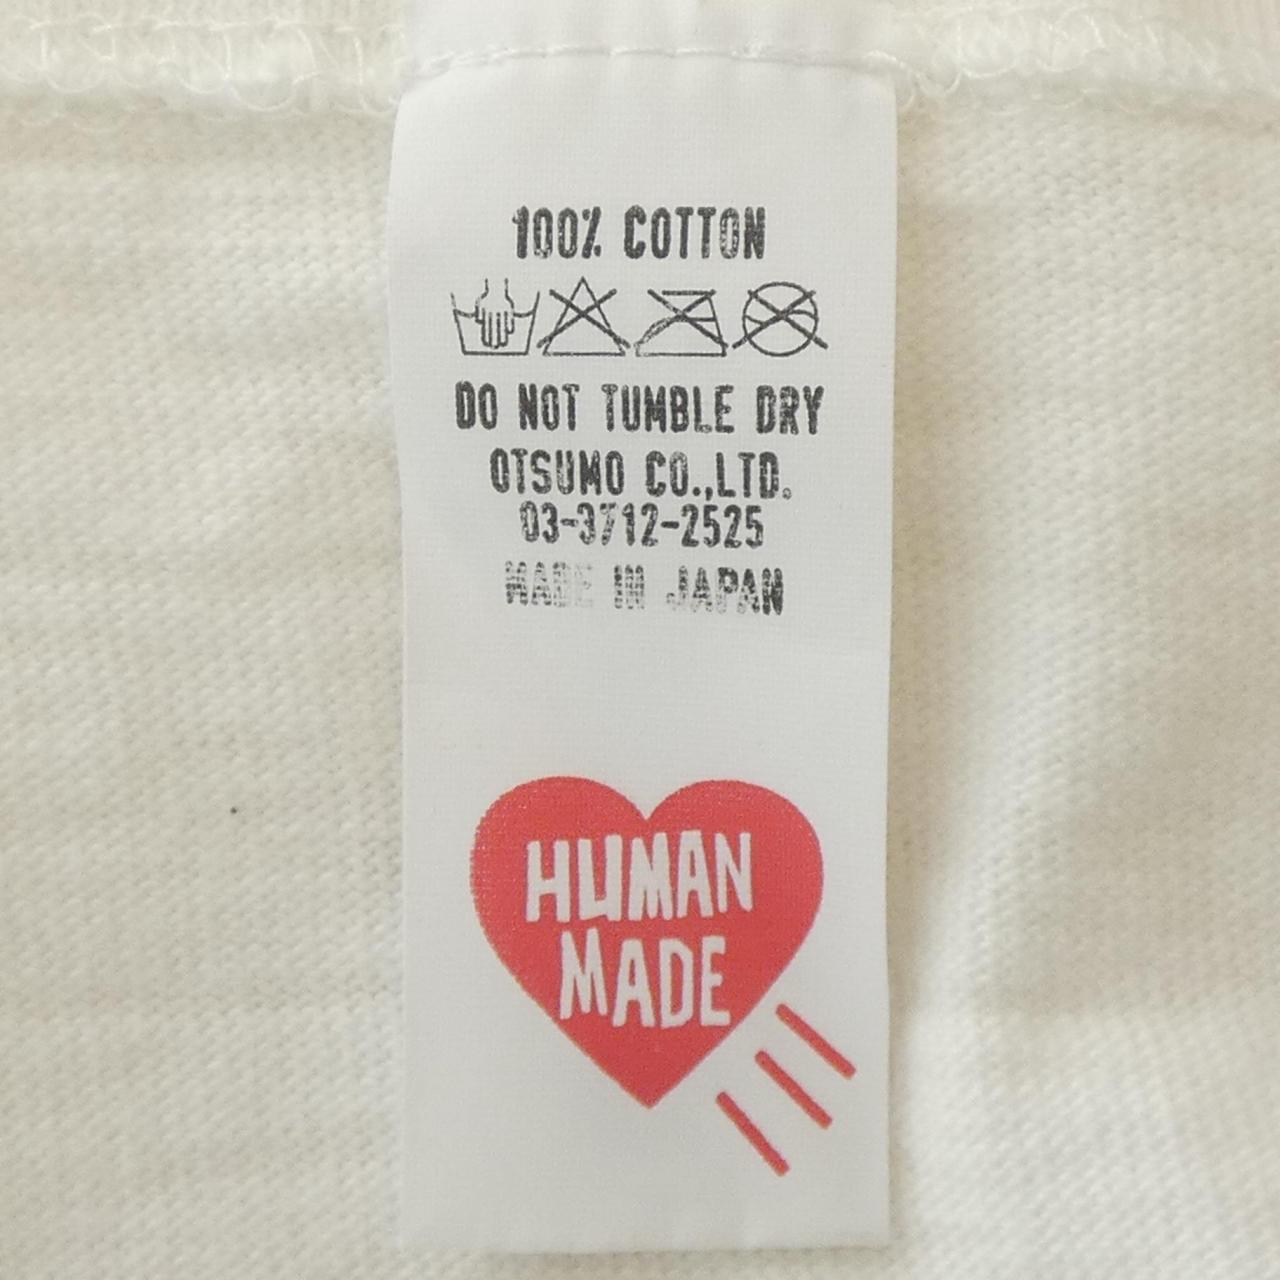 100% COTTON
DO NOT TUMBLE DRY
OTSUMO CO.,LTD.
03-3712-2525
MADE IN JAPAN
HUMAN
MADE